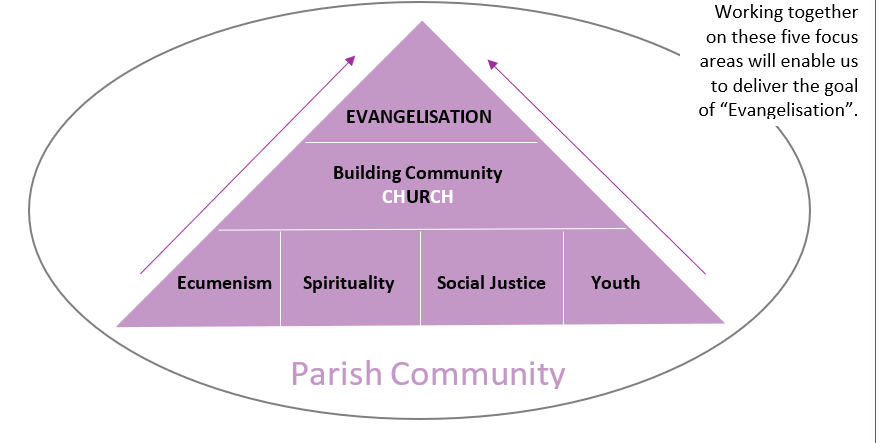 Working together
on these five focus
areas will enable us
to deliver the goal
of “Evangelisation”.
EVANGELISATION
Building Community
CHURCH
Ecumenism Spirituality Social Justice Youth
Parish Community